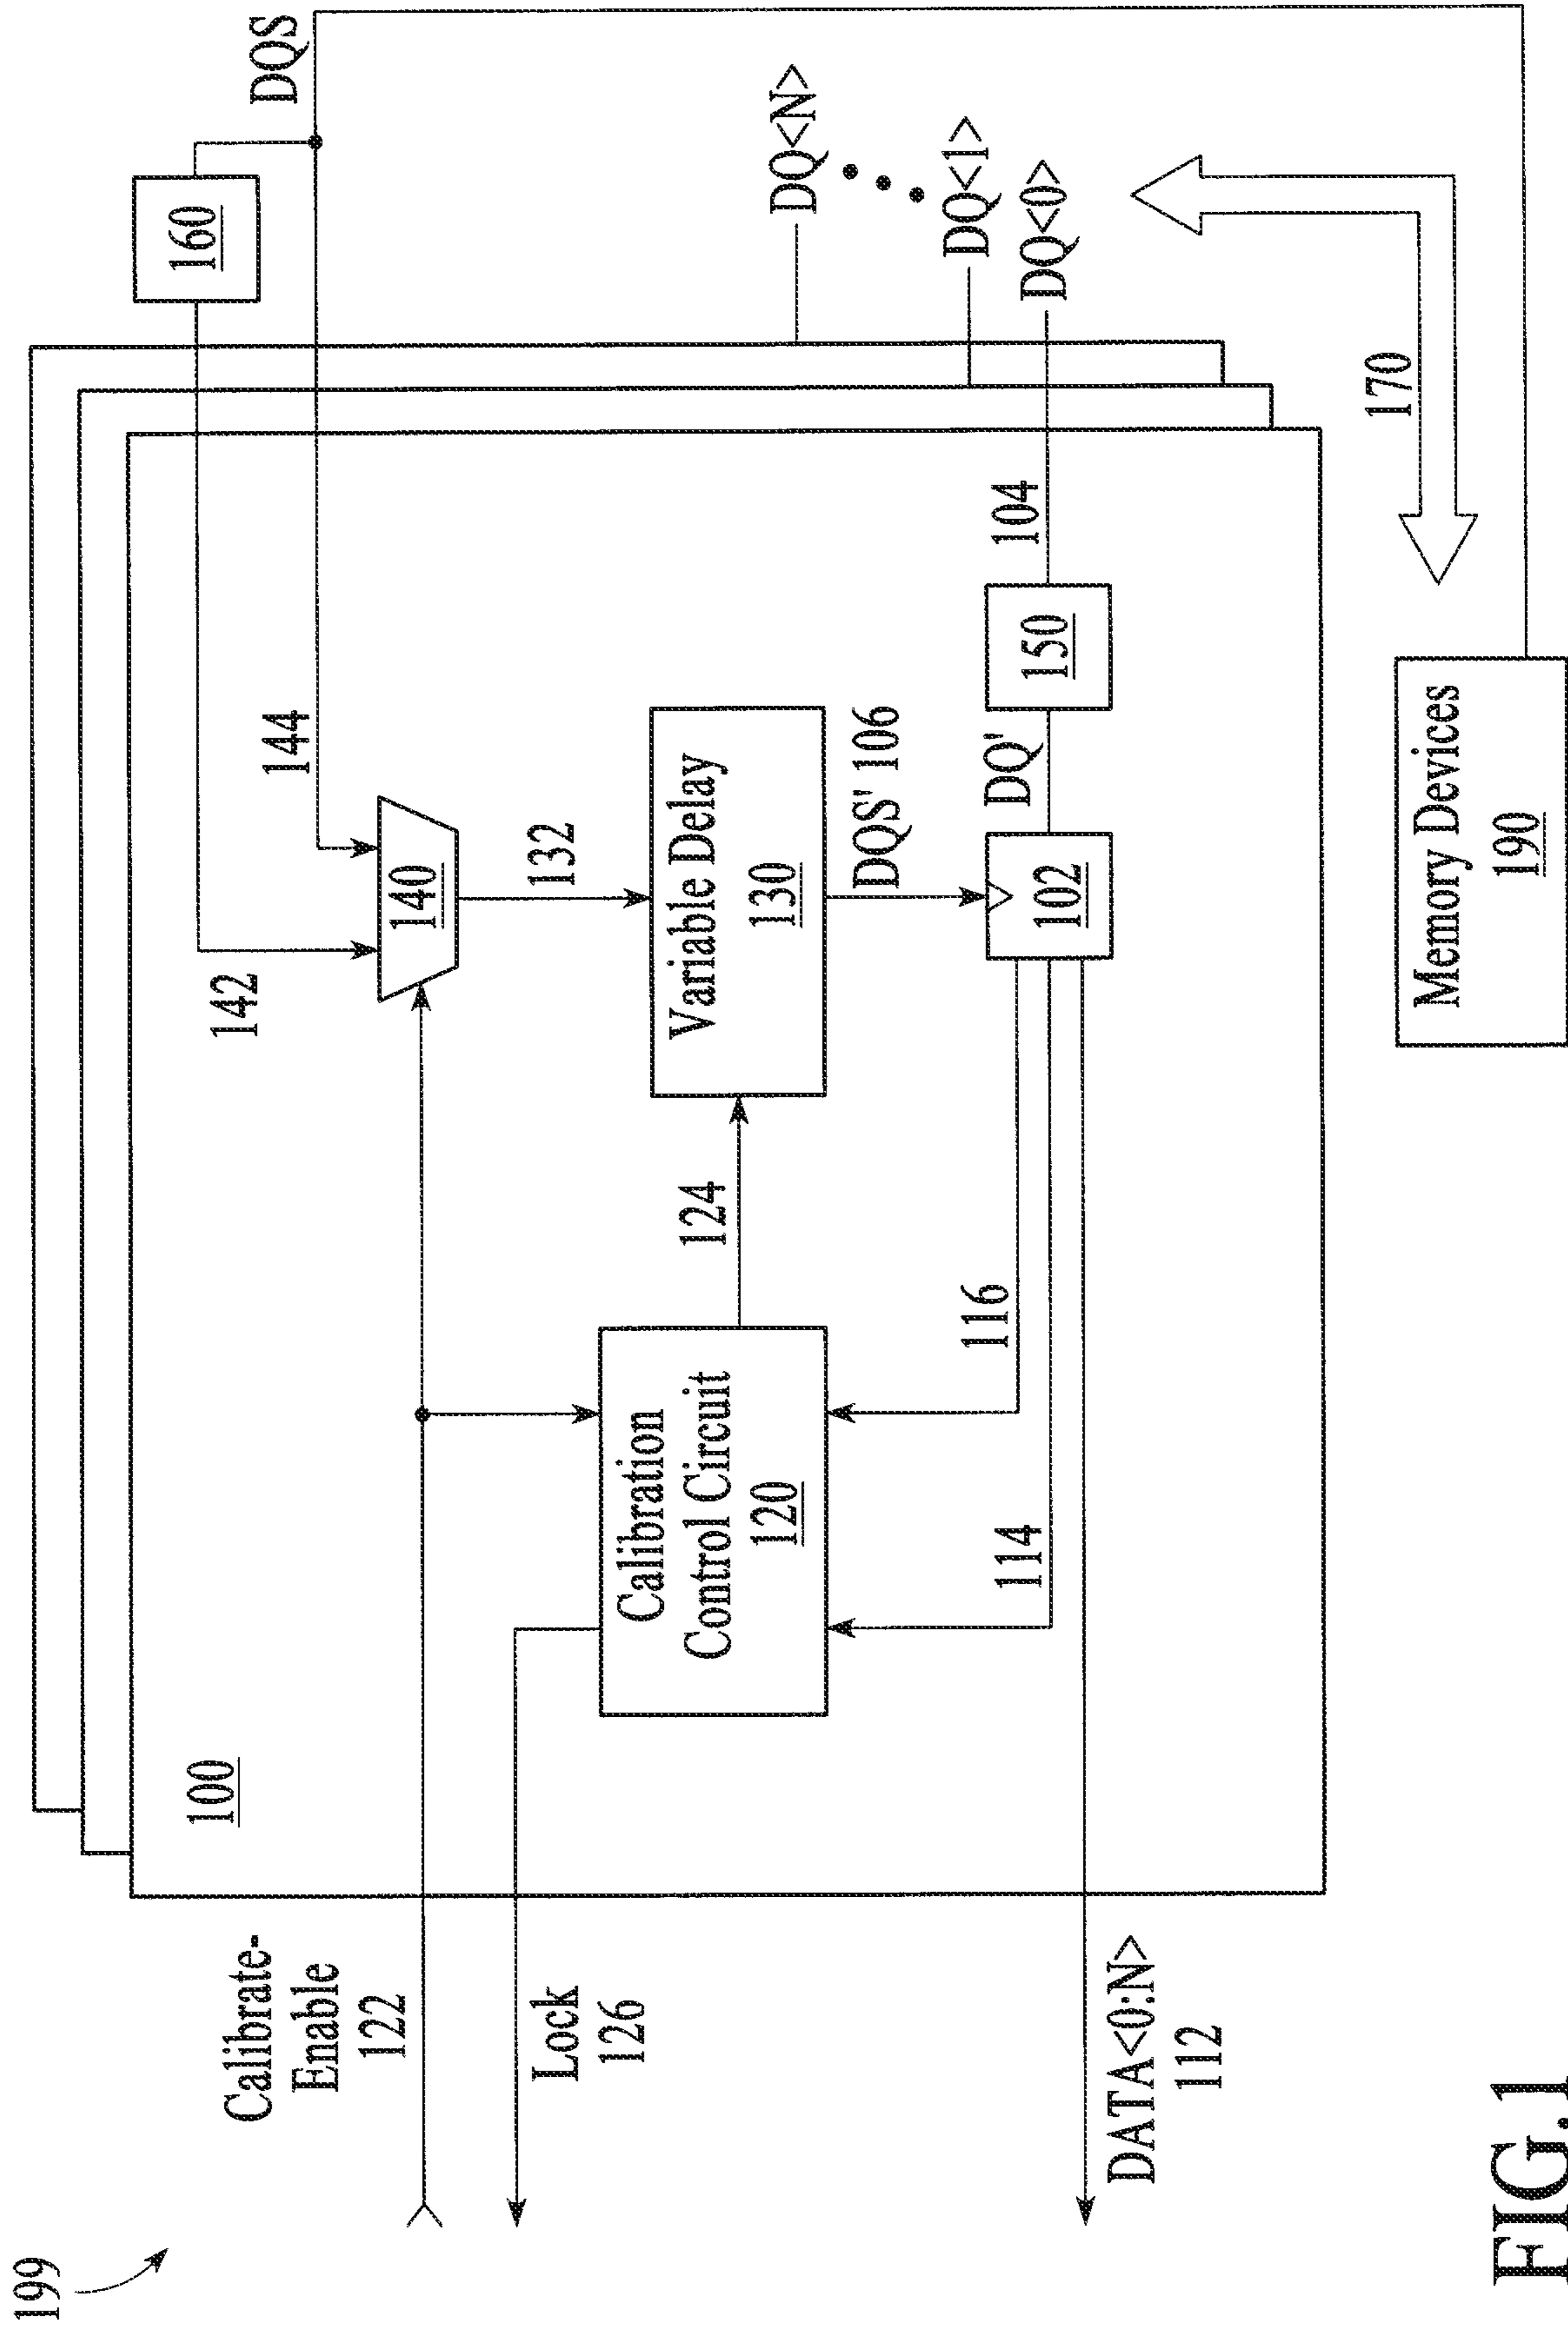 199
Calibrate-
Enable
122
Lock
126
DATA<0:N>
112
100
Calibration
Control Circuit
120
114
116
124
142
144
140
132
Variable Delay
130
DQS' 106
102
DQ'
150
104
160
DQS
DQ<N>
DQ<1>
DQ<0>
170
Memory Devices
190
FIG.1